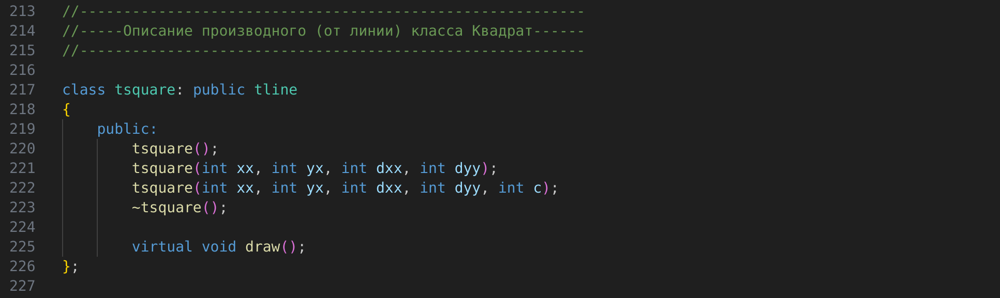 213 //----------------------------------------------------------
214 //-----Описание производного (от линии) класса Квадрат------
215 //----------------------------------------------------------
216
217 class tsquare: public tline
218 {
219     public:
220         tsquare();
221         tsquare(int xx, int yx, int dxx, int dyy);
222         tsquare(int xx, int yx, int dxx, int dyy, int c);
223         ~tsquare();
224
225         virtual void draw();
226 };
227